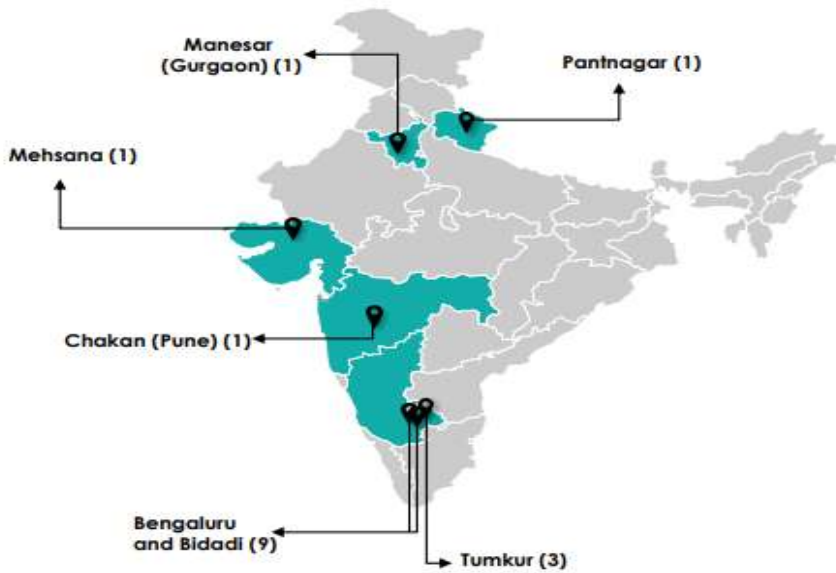 Manesar
(Gurgaon) (1)
Pantnagar (1)
Mehsana (1)
Chakan (Pune) (1)
Bengaluru
and Bidadi (9)
Tumkur (3)